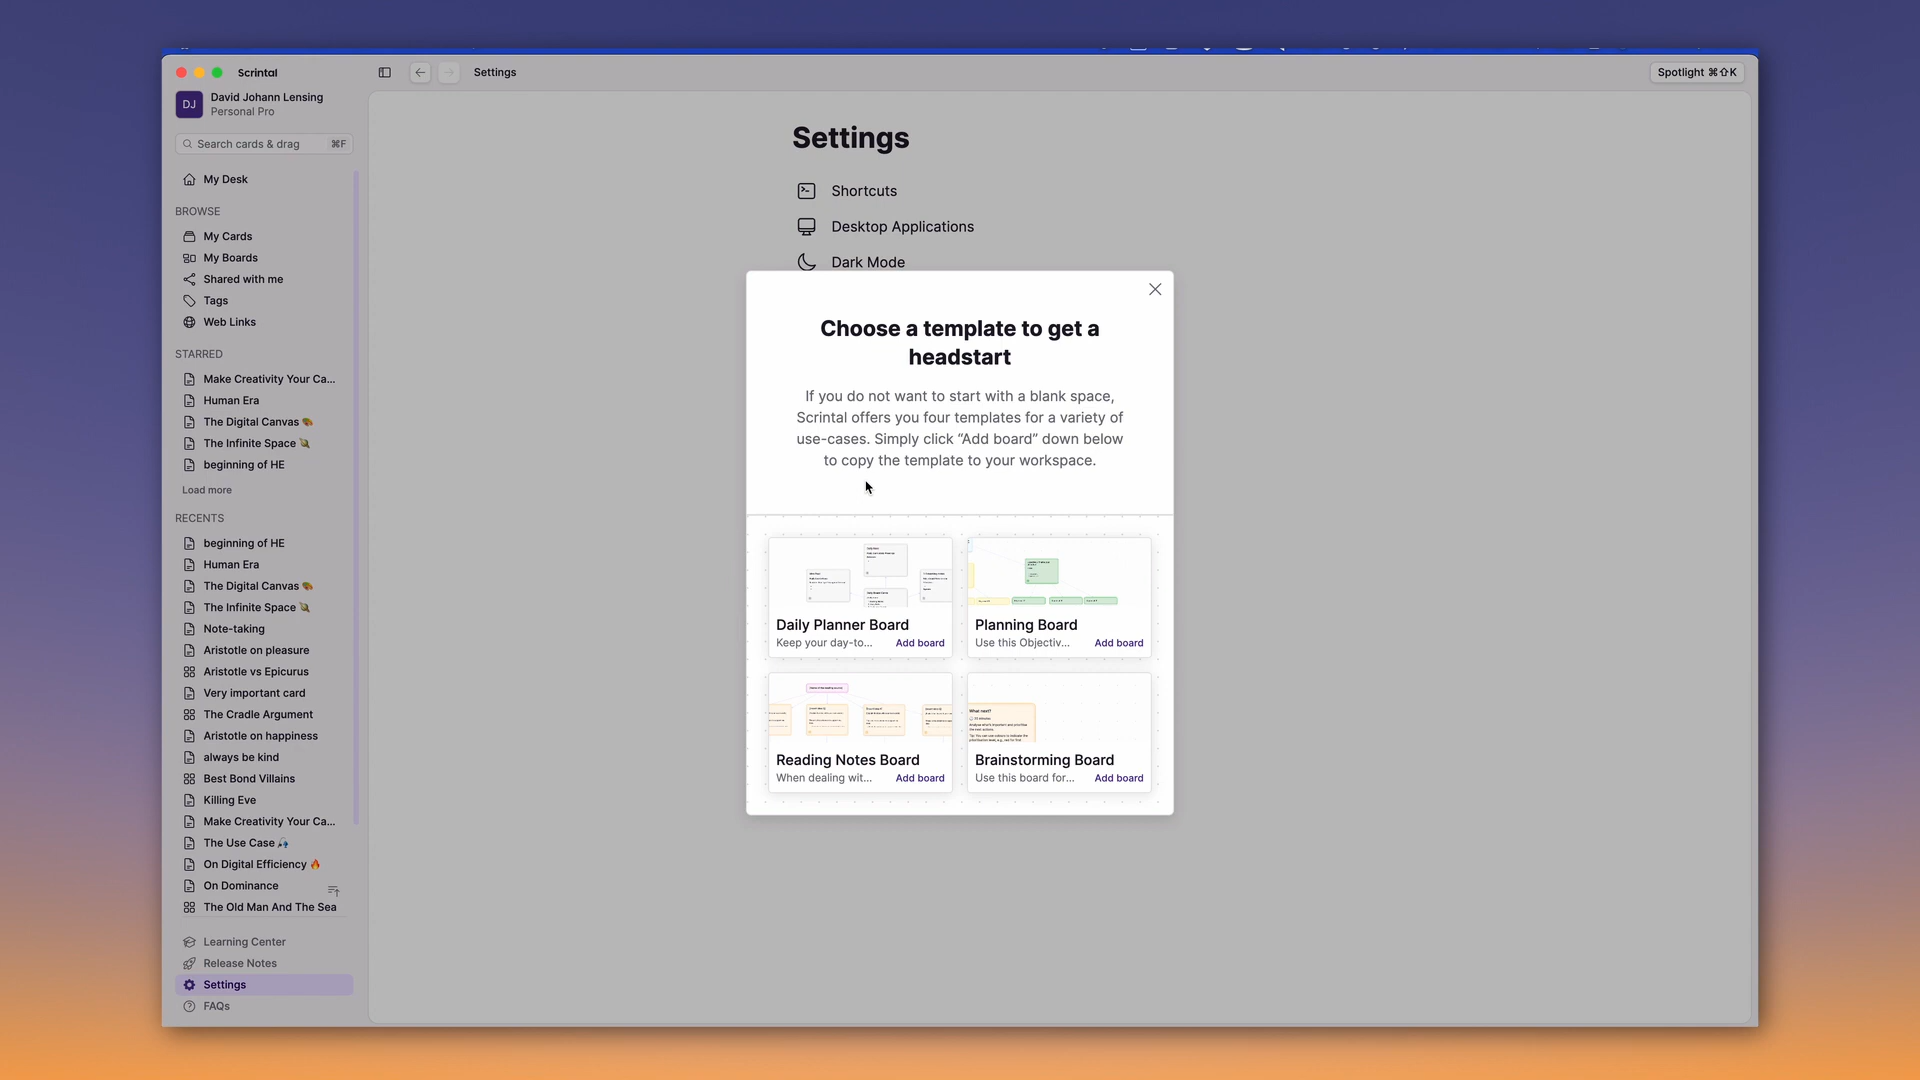 Scrintal
Settings
Spotlight ⌘⇧K
DJ
David Johann Lensing
Personal Pro
Search cards & drag ⌘F
My Desk
BROWSE
My Cards
My Boards
Shared with me
Tags
Web Links
STARRED
Make Creativity Your Ca...
Human Era
The Digital Canvas 🎨
The Infinite Space 🪐
beginning of HE
Load more
RECENTS
beginning of HE
Human Era
The Digital Canvas 🎨
The Infinite Space 🪐
Note-taking
Aristotle on pleasure
Aristotle vs Epicurus
Very important card
The Cradle Argument
Aristotle on happiness
always be kind
Best Bond Villains
Killing Eve
Make Creativity Your Ca...
The Use Case 🎣
On Digital Efficiency 🔥
On Dominance
The Old Man And The Sea
Learning Center
Release Notes
Settings
FAQs
Settings
Shortcuts
Desktop Applications
Dark Mode
Choose a template to get a
headstart
If you do not want to start with a blank space,
Scrintal offers you four templates for a variety of
use-cases. Simply click “Add board” down below
to copy the template to your workspace.
Daily Planner Board
Keep your day-to... Add board
Planning Board
Use this Objectiv... Add board
Reading Notes Board
When dealing wit... Add board
What next?
Brainstorming Board
Use this board for... Add board